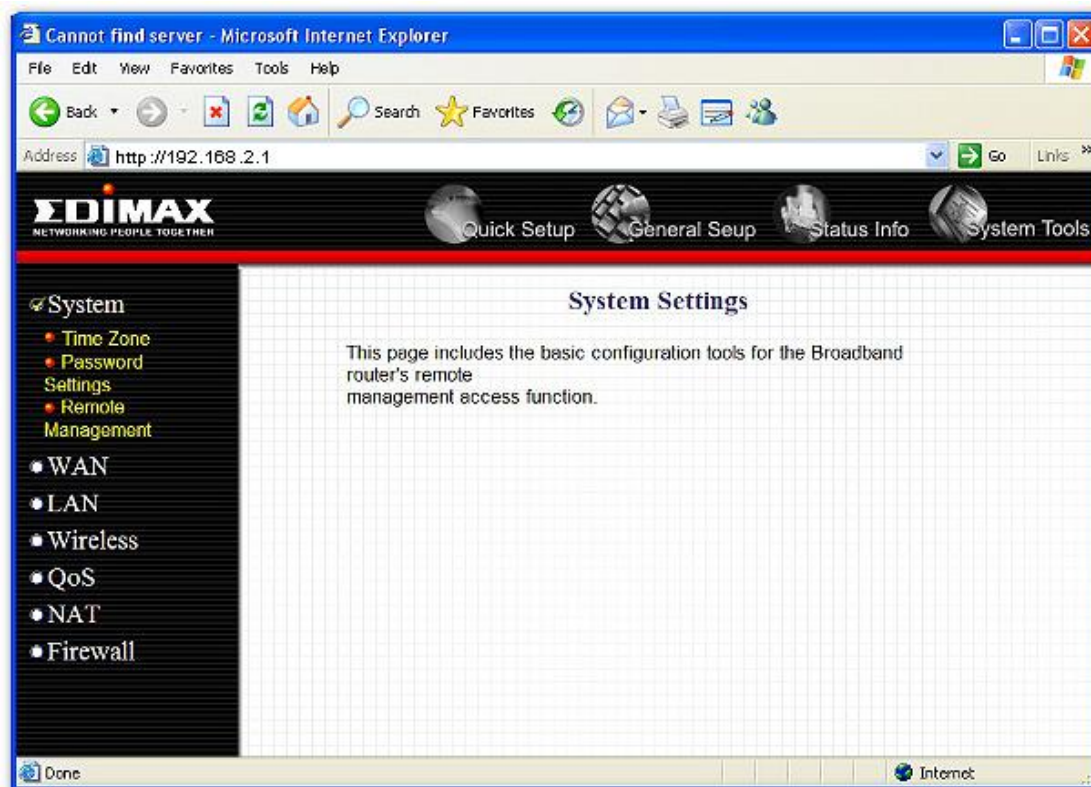 Cannot find server - Microsoft Internet Explorer
File Edit View Favorites Tools Help
Back Search Favorites
Address http://192.168.2.1 Go Links »
EDIMAX
NETWORKING PEOPLE TOGETHER
Quick Setup General Seup Status Info System Tools
System
Time Zone
Password
Settings
Remote
Management
WAN
LAN
Wireless
QoS
NAT
Firewall
System Settings
This page includes the basic configuration tools for the Broadband
router's remote
management access function.
Done Internet